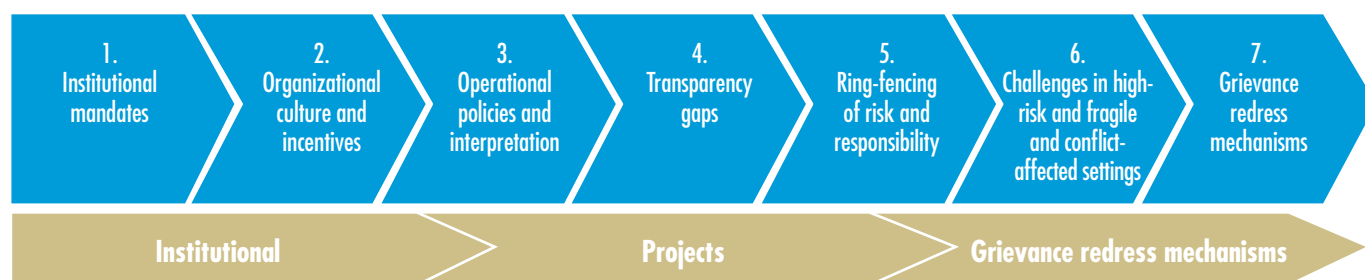 1.
Institutional
mandates
2.
Organizational
culture and
incentives
3.
Operational
policies and
interpretation
4.
Transparency
gaps
5.
Ring-fencing
of risk and
responsibility
6.
Challenges in high-
risk and fragile
and conflict-
affected settings
7.
Grievance
redress
mechanisms
Institutional
Projects
Grievance redress mechanisms